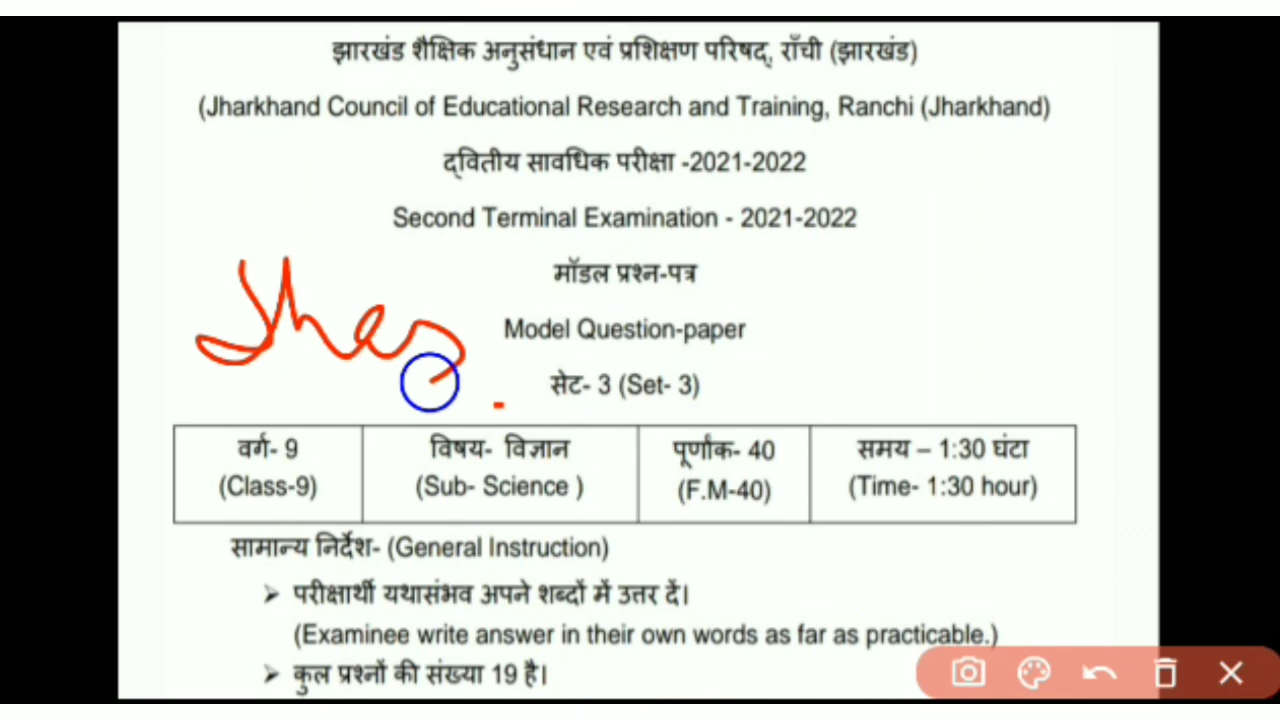 झारखंड शैक्षिक अनुसंधान एवं प्रशिक्षण परिषद्, राँची (झारखंड)
(Jharkhand Council of Educational Research and Training, Ranchi (Jharkhand)
द्वितीय सावधिक परीक्षा -2021-2022
Second Terminal Examination - 2021-2022
मॉडल प्रश्न-पत्र
Model Question-paper
सेट- 3 (Set- 3)
वर्ग- 9 विषय- विज्ञान पूर्णांक- 40 समय – 1:30 घंटा
(Class-9) (Sub- Science ) (F.M-40) (Time- 1:30 hour)
सामान्य निर्देश- (General Instruction)
➤ परीक्षार्थी यथासंभव अपने शब्दों में उत्तर दें।
(Examinee write answer in their own words as far as practicable.)
➤ कुल प्रश्नों की संख्या 19 है।